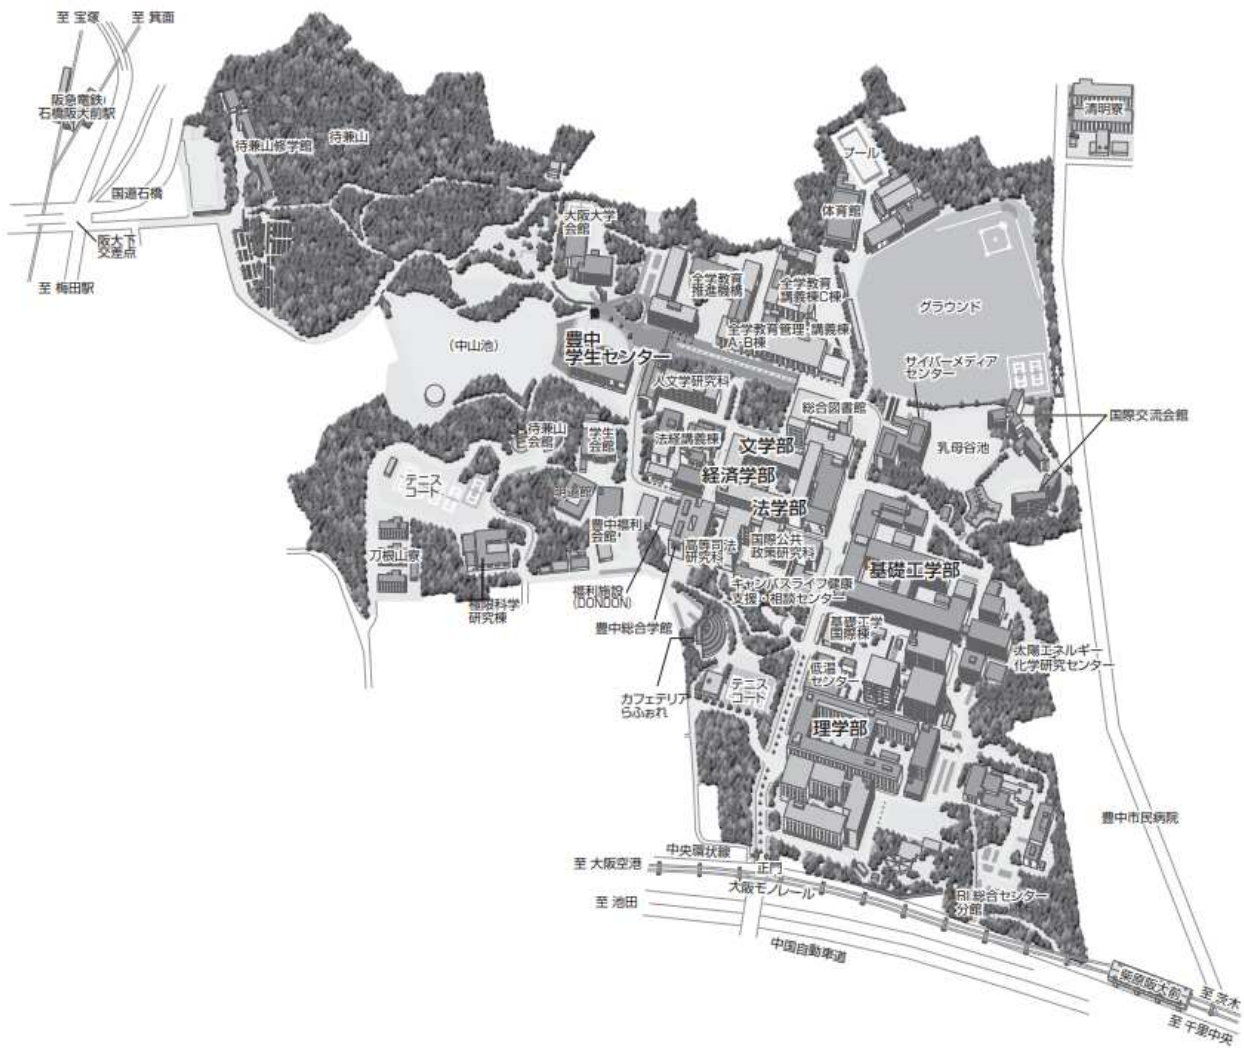 至 宝塚
至 箕面
阪急電鉄
石橋阪大前駅
国道石橋
阪大下
交差点
至 梅田駅
待兼山修学館
待兼山
大阪大学
会館
プール
体育館
清明寮
全学教育
推進機構
全学教育
講義棟C棟
全学教育管理・講義棟
A・B棟
グラウンド
(中山池)
豊中
学生センター
サイバーメディア
センター
人文学研究科
総合図書館
国際交流会館
待兼山
会館
学生
会館
法経講義棟
文学部
乳母谷池
経済学部
テニス
コート
明道館
法学部
豊中福利
会館
高等司法
研究科
国際公共
政策研究科
刀根山寮
基礎工学部
極限科学
研究棟
福利施設
(DONDON)
キャンパスライフ健康
支援・相談センター
豊中総合学館
基礎工学
国際棟
太陽エネルギー
化学研究センター
低温
センター
カフェテリア
らふぉれ
テニス
コート
理学部
豊中市民病院
中央環状線
至 大阪空港
正門
大阪モノレール
至 池田
RI 総合センター
分館
中国自動車道
柴原阪大前
至 茨木
至 千里中央